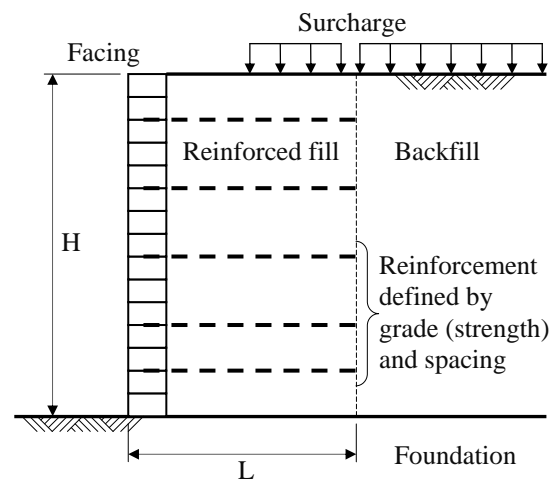 Surcharge
Facing
Reinforced fill
Backfill
H
Reinforcement
defined by
grade (strength)
and spacing
L
Foundation